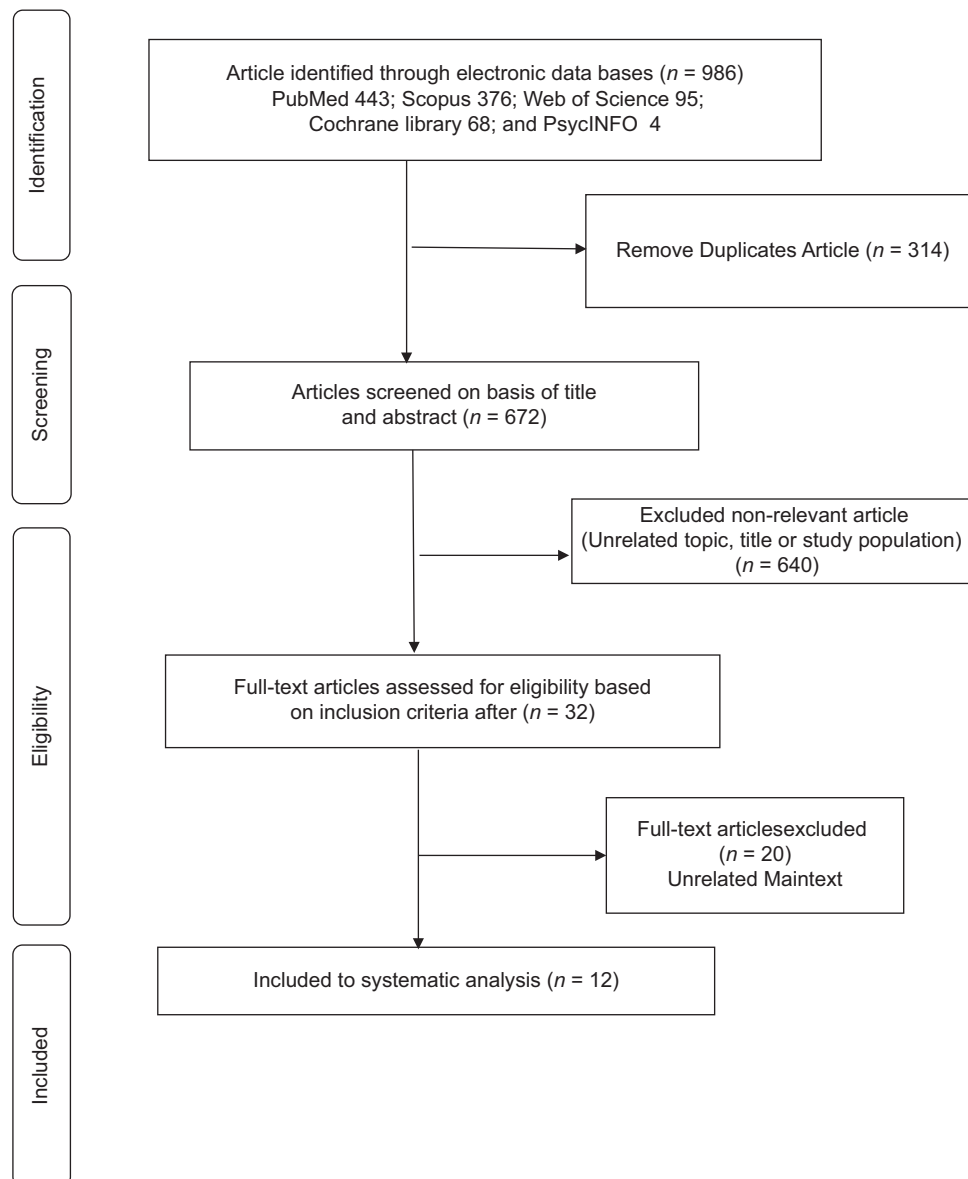 Identification
Article identified through electronic data bases (n = 986)
PubMed 443; Scopus 376; Web of Science 95;
Cochrane library 68; and PsycINFO 4
Remove Duplicates Article (n = 314)
Screening
Articles screened on basis of title
and abstract (n = 672)
Excluded non-relevant article
(Unrelated topic, title or study population)
(n = 640)
Eligibility
Full-text articles assessed for eligibility based
on inclusion criteria after (n = 32)
Full-text articlesexcluded
(n = 20)
Unrelated Maintext
Included
Included to systematic analysis (n = 12)